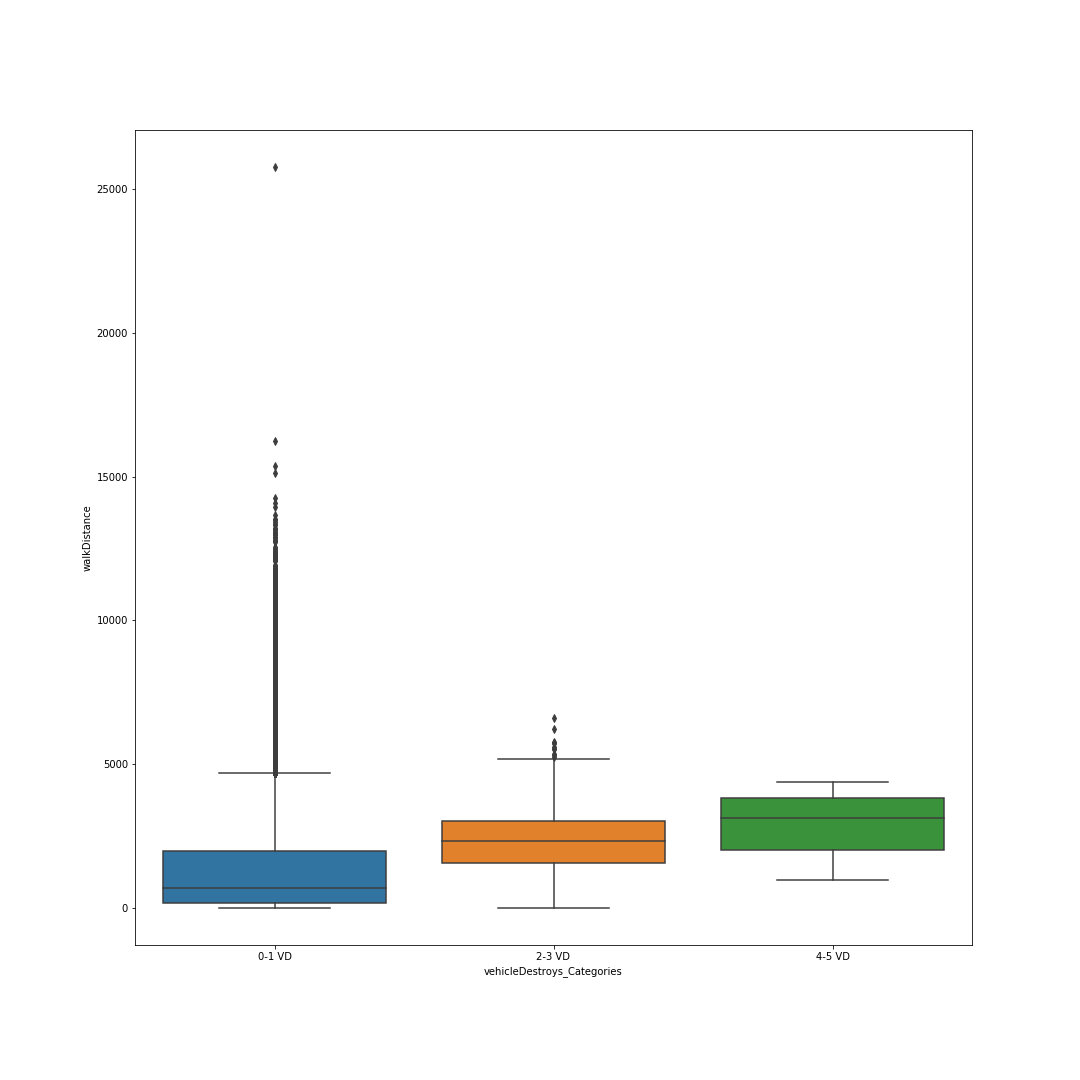 25000
20000
15000
10000
5000
0
walkDistance
0-1 VD
2-3 VD
4-5 VD
vehicleDestroys_Categories